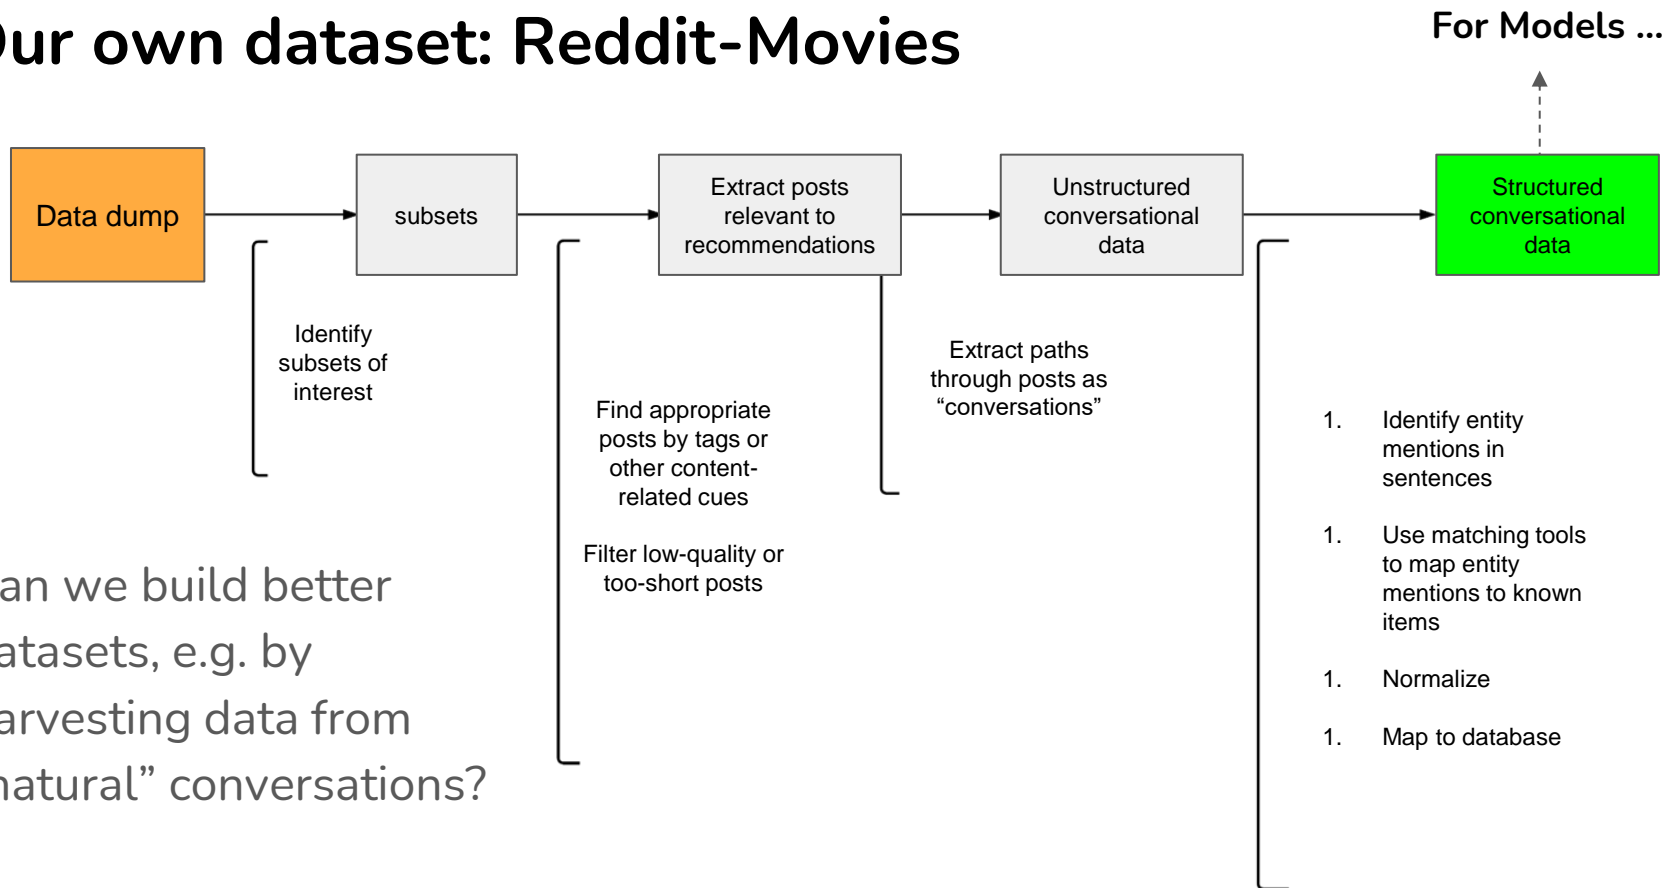 Our own dataset: Reddit-Movies
For Models ...
Data dump
subsets
Extract posts
relevant to
recommendations
Unstructured
conversational
data
Structured
conversational
data
Identify
subsets of
interest
Find appropriate
posts by tags or
other content-
related cues
Filter low-quality or
too-short posts
Extract paths
through posts as
“conversations”
1. Identify entity
mentions in
sentences
1. Use matching tools
to map entity
mentions to known
items
1. Normalize
1. Map to database
an we build better
atasets, e.g. by
arvesting data from
natural” conversations?